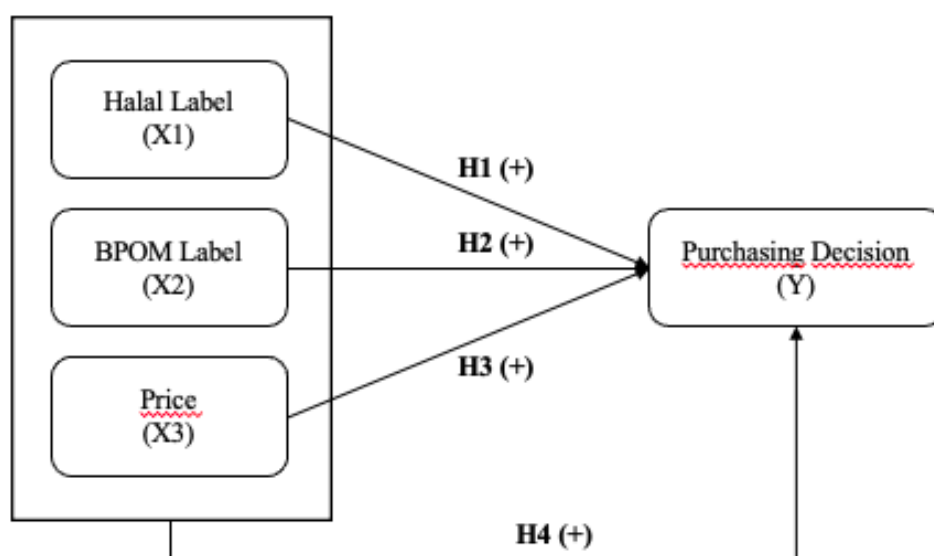 Halal Label
(X1)
H1 (+)
BPOM Label
(X2)
H2 (+)
Purchasing Decision
(Y)
Price
(X3)
H3 (+)
H4 (+)